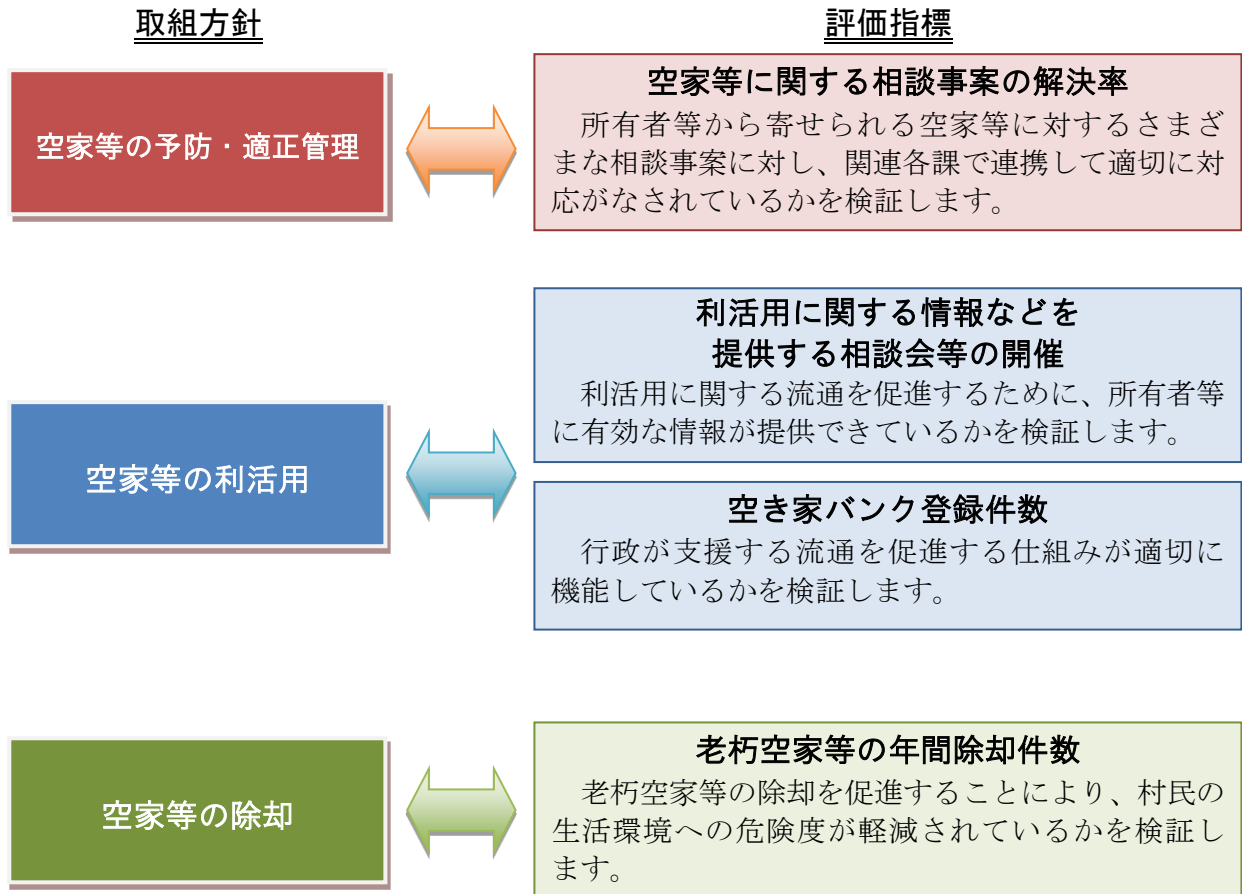 取組方針
評価指標
空家等の予防・適正管理
空家等に関する相談事案の解決率
所有者等から寄せられる空家等に対するさまざ
まな相談事案に対し、関連各課で連携して適切に対
応がなされているかを検証します。
空家等の利活用
利活用に関する情報などを
提供する相談会等の開催
利活用に関する流通を促進するために、所有者等
に有効な情報が提供できているかを検証します。
空き家バンク登録件数
行政が支援する流通を促進する仕組みが適切に
機能しているかを検証します。
空家等の除却
老朽空家等の年間除却件数
老朽空家等の除却を促進することにより、村民の
生活環境への危険度が軽減されているかを検証し
ます。